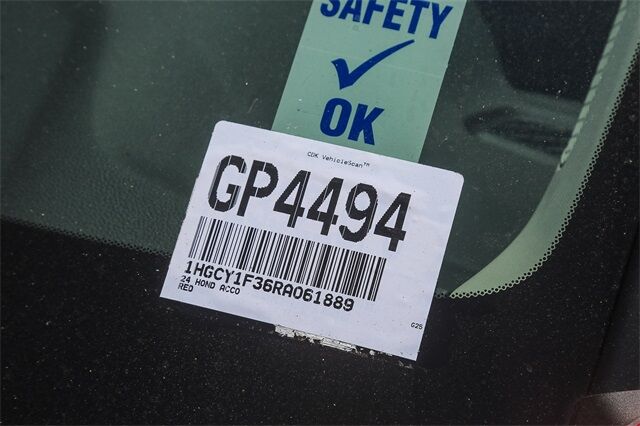 SAFETY
OK
CDK VehicleScan™
GP4494
1HGCY1F36RA061889
24 HOND ACCO
RED
G25